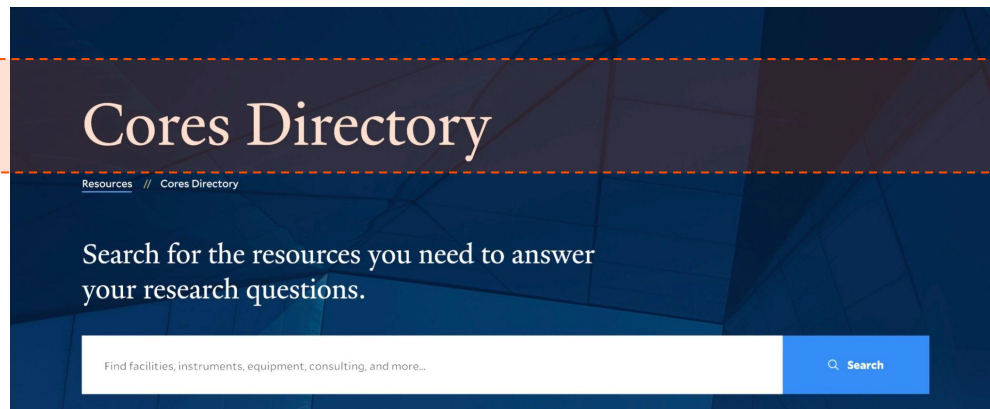 Cores Directory
Resources // Cores Directory
Search for the resources you need to answer
your research questions.
Find facilities, instruments, equipment, consulting, and more...
Search